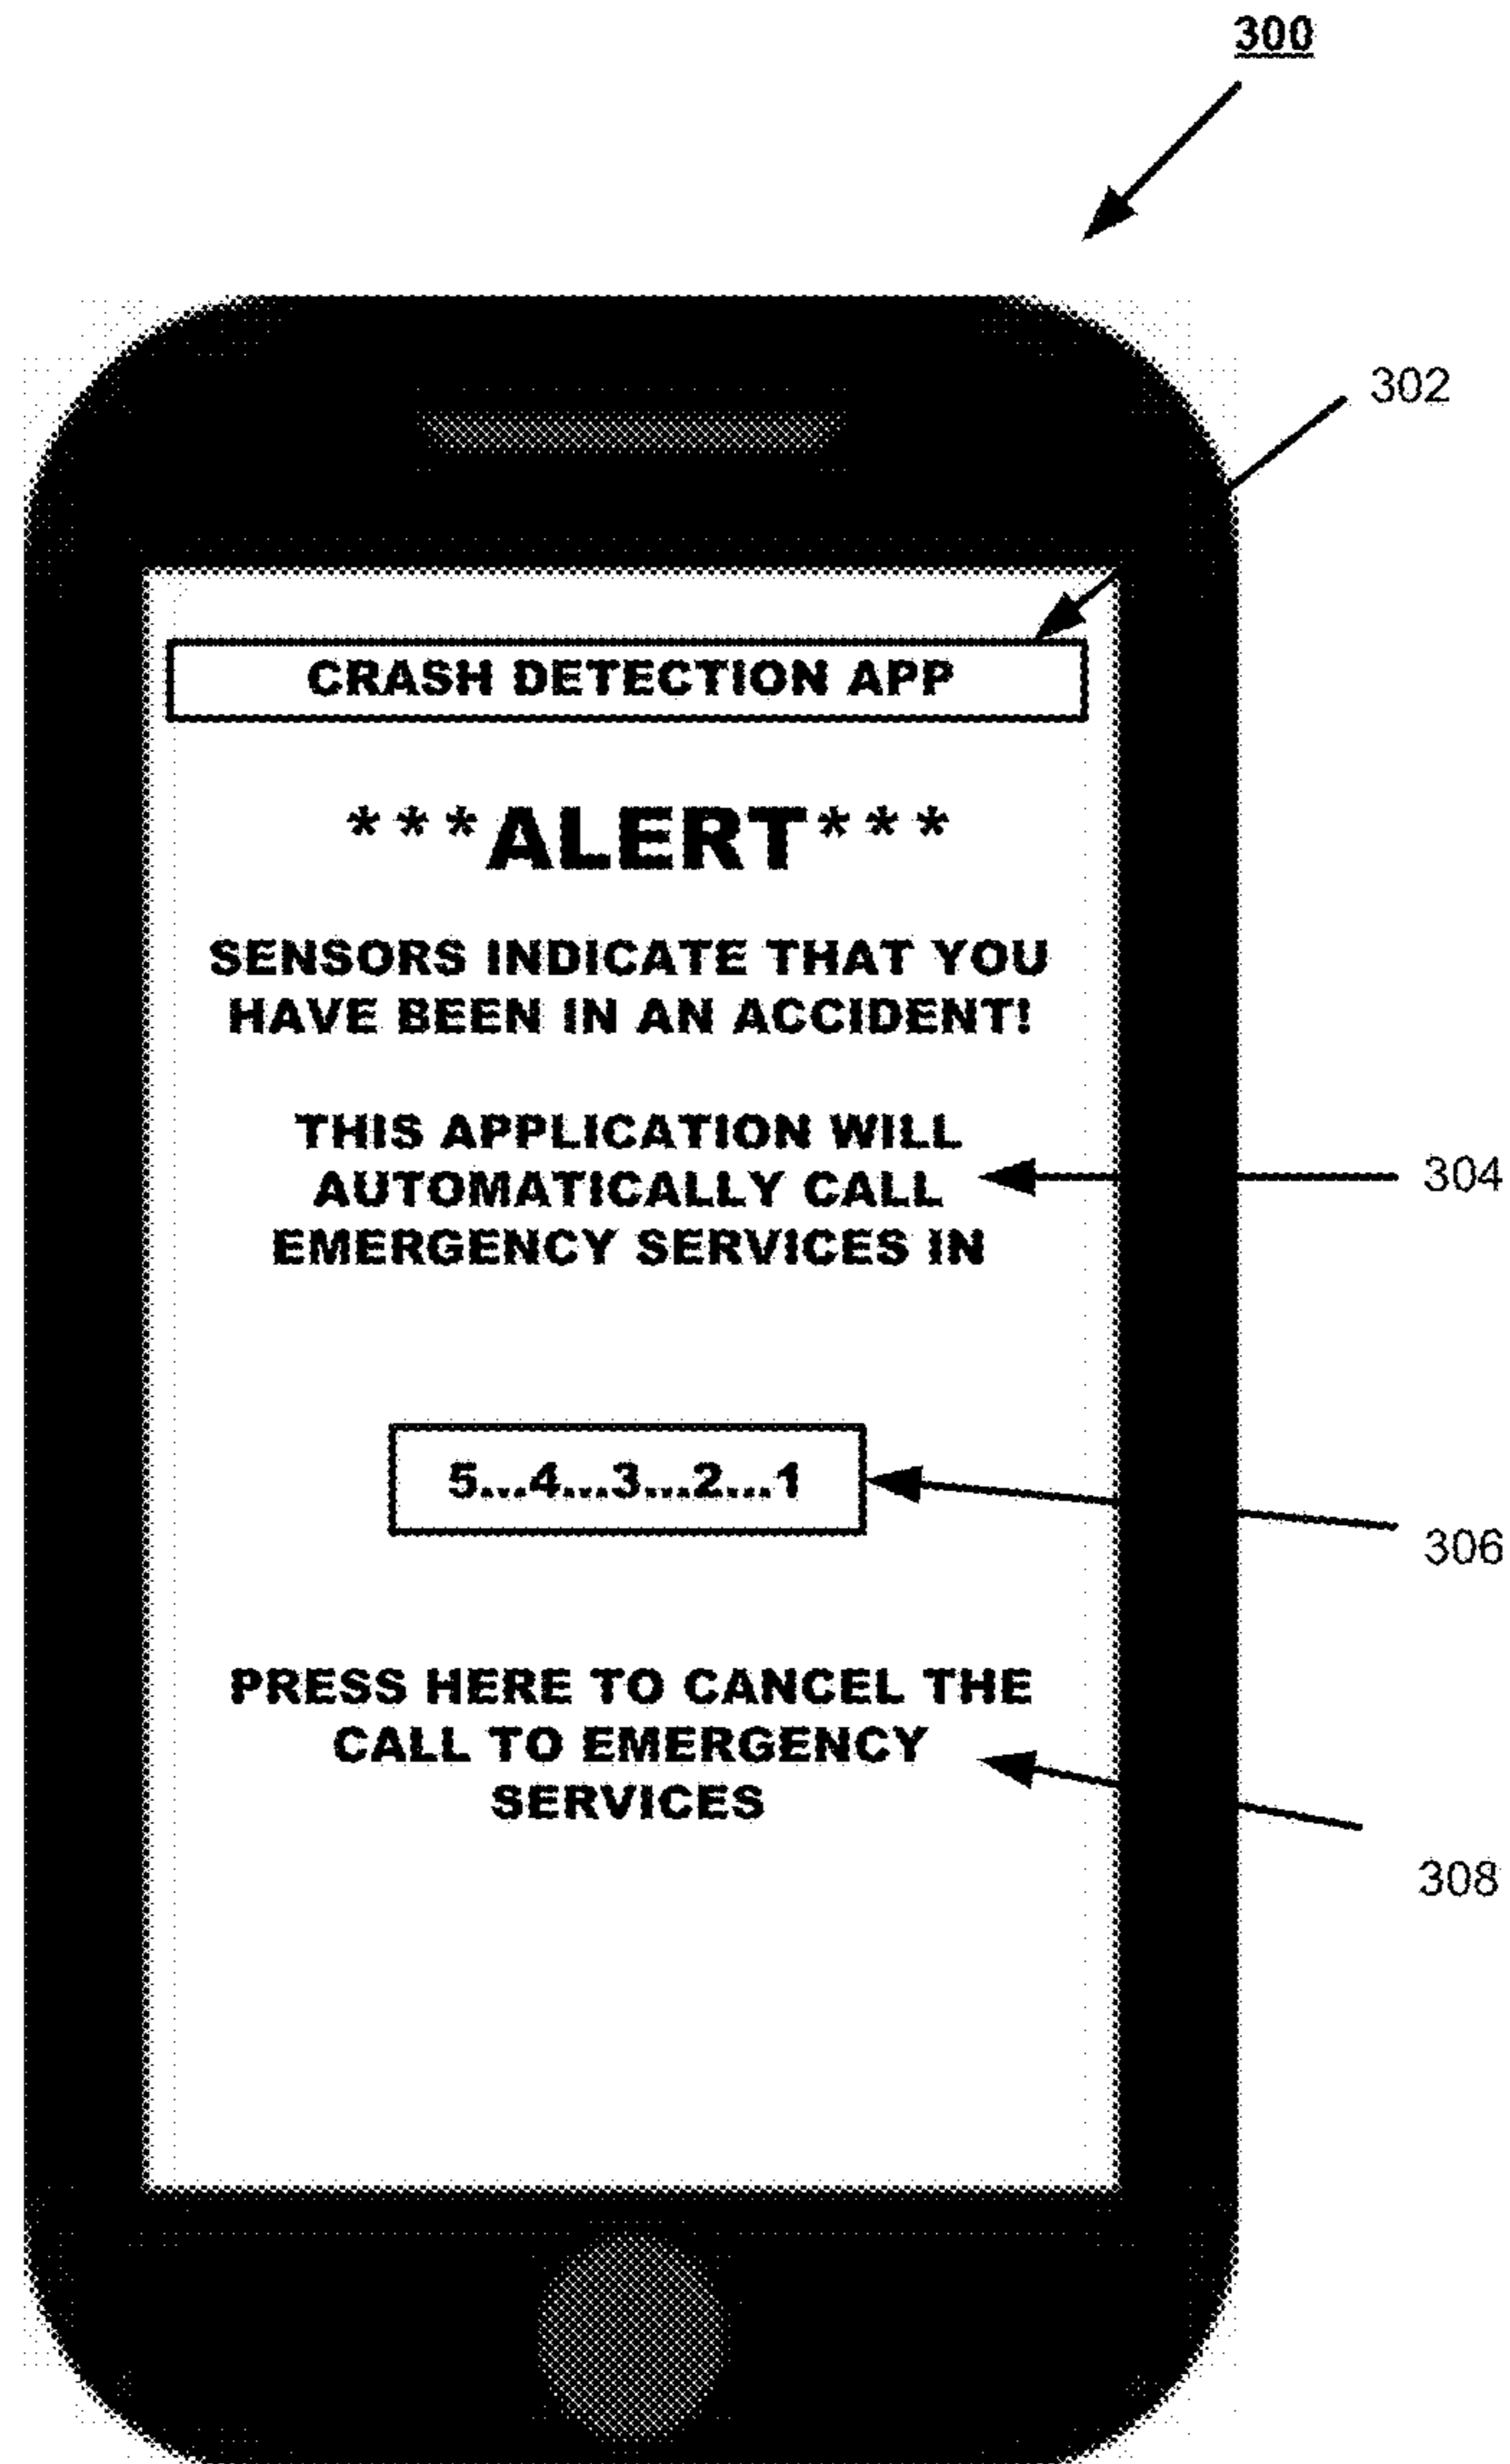 300
302
CRASH DETECTION APP
***ALERT***
SENSORS INDICATE THAT YOU
HAVE BEEN IN AN ACCIDENT!
THIS APPLICATION WILL
AUTOMATICALLY CALL
EMERGENCY SERVICES IN
304
5...4...3...2...1
306
PRESS HERE TO CANCEL THE
CALL TO EMERGENCY
SERVICES
308